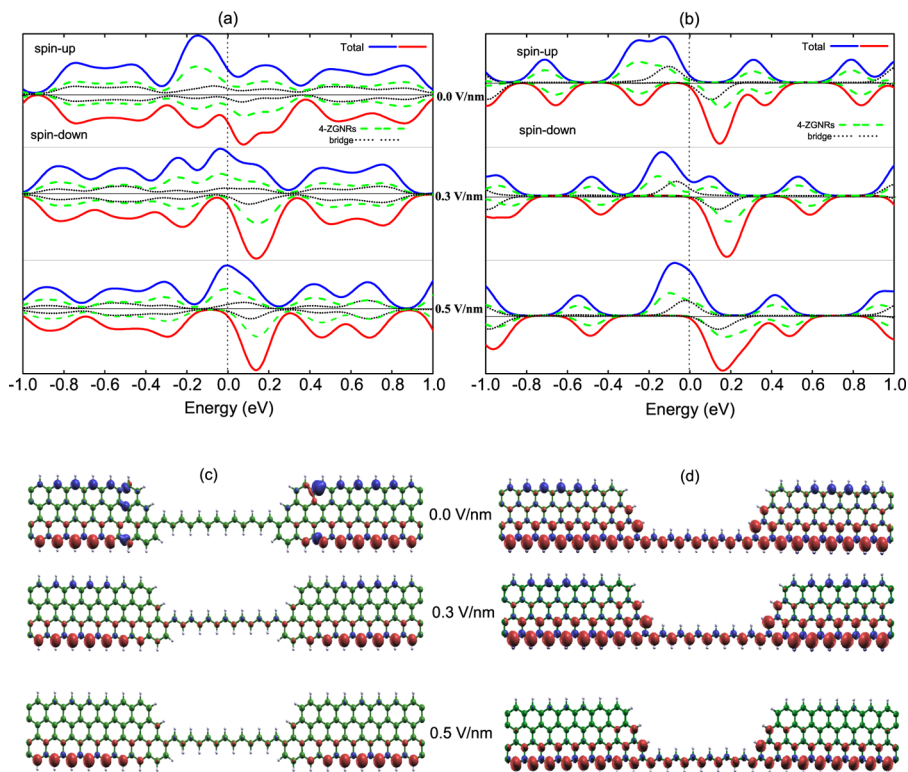 (a)
(b)
spin-up
Total
spin-down
4-ZGNRs
bridge
spin-up
Total
spin-down
4-ZGNRs
bridge
0.0 V/nm
0.3 V/nm
0.5 V/nm
-1.0 -0.8 -0.6 -0.4 -0.2 0.0 0.2 0.4 0.6 0.8 1.0
-1.0 -0.8 -0.6 -0.4 -0.2 0.0 0.2 0.4 0.6 0.8 1.0
Energy (eV)
Energy (eV)
(c)
(d)
0.0 V/nm
0.3 V/nm
0.5 V/nm